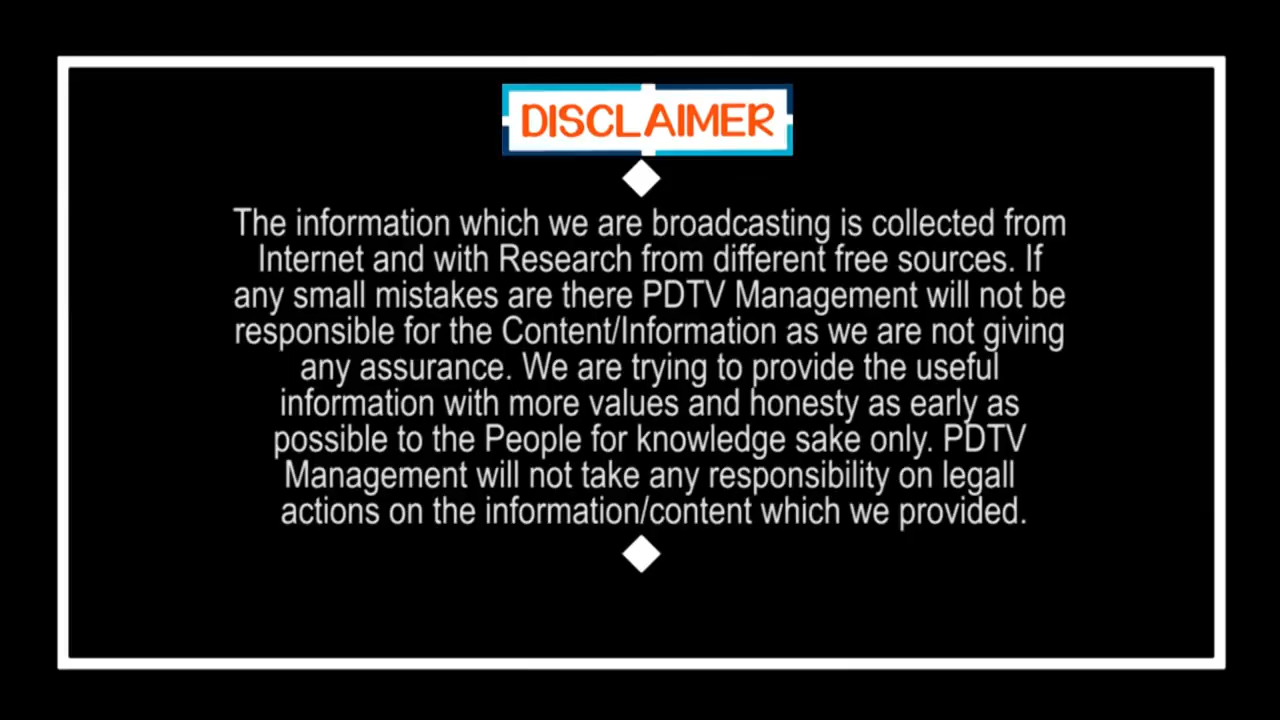 DISCLAIMER
The information which we are broadcasting is collected from
Internet and with Research from different free sources. If
any small mistakes are there PDTV Management will not be
responsible for the Content/Information as we are not giving
any assurance. We are trying to provide the useful
information with more values and honesty as early as
possible to the People for knowledge sake only. PDTV
Management will not take any responsibility on legall
actions on the information/content which we provided.